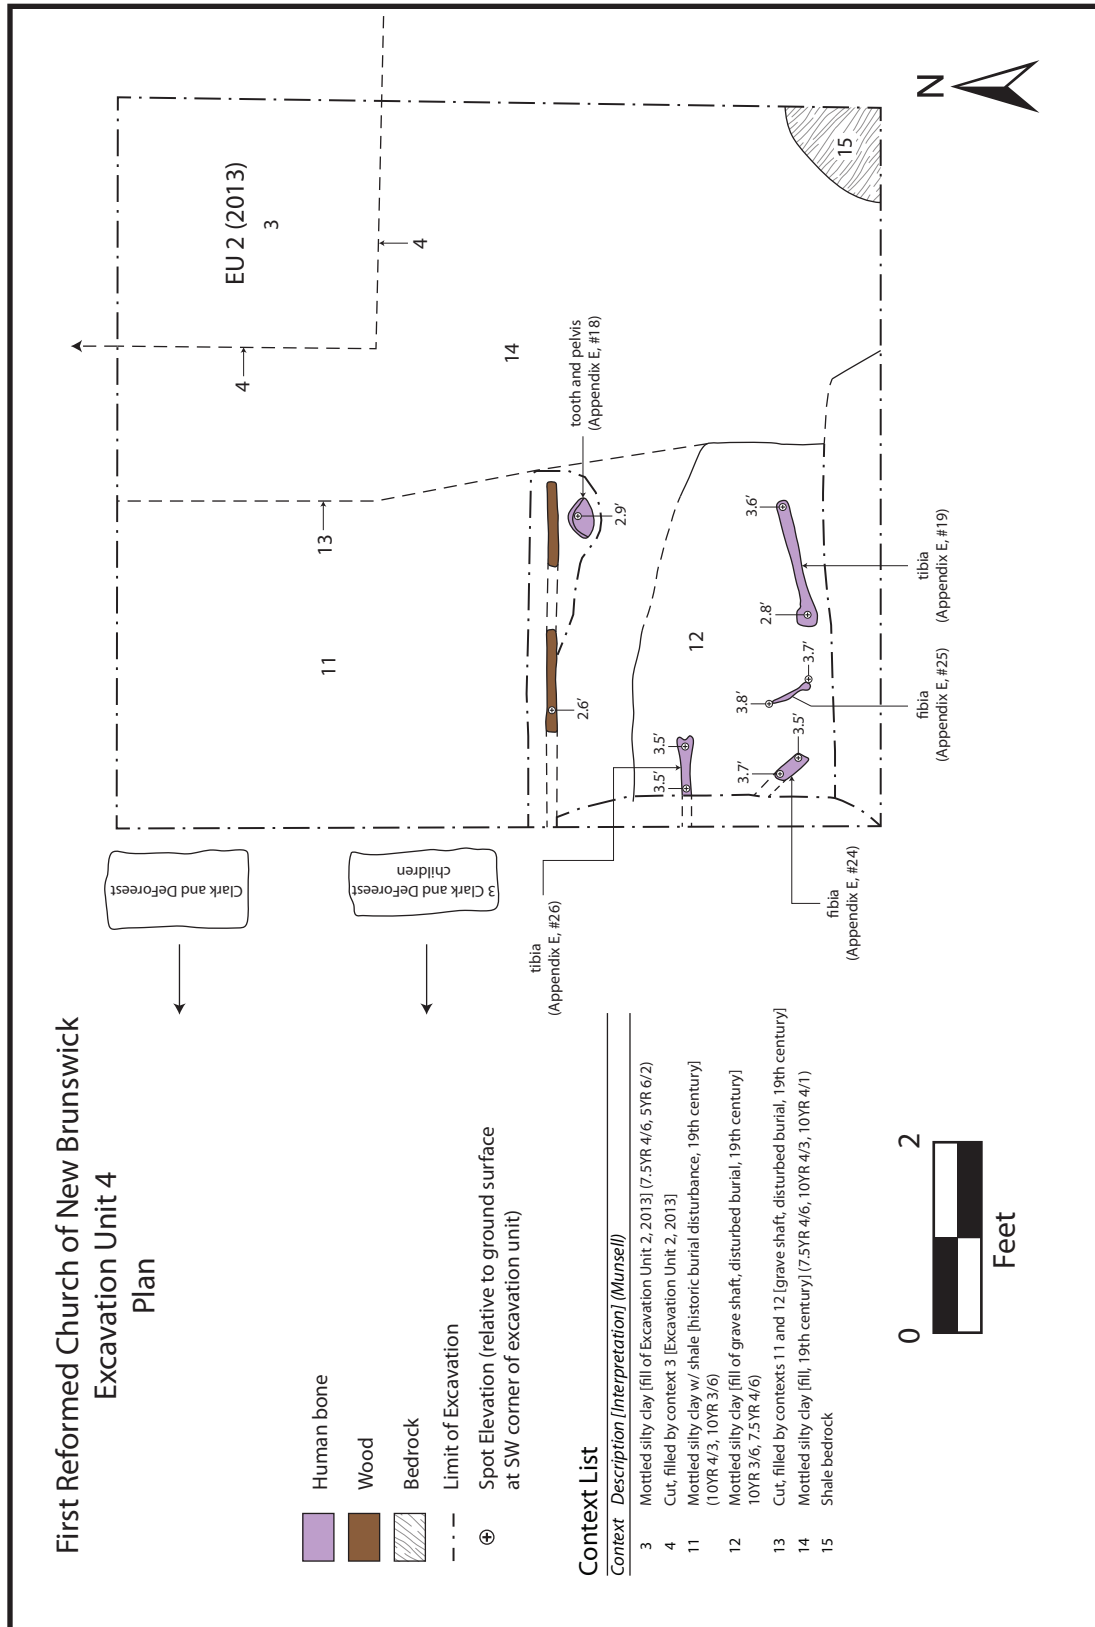 First Reformed Church of New Brunswick
Excavation Unit 4
Plan
Human bone
Wood
Bedrock
Limit of Excavation
Spot Elevation (relative to ground surface
at SW corner of excavation unit)
Context List
Context Description [Interpretation] (Munsell)
3 Mottled silty clay [fill of Excavation Unit 2, 2013] (7.5YR 4/6, 5YR 6/2)
4 Cut, filled by context 3 [Excavation Unit 2, 2013]
11 Mottled silty clay w/ shale [historic burial disturbance, 19th century]
(10YR 4/3, 10YR 3/6)
12 Mottled silty clay [fill of grave shaft, disturbed burial, 19th century]
10YR 3/6, 7.5YR 4/6)
13 Cut, filled by contexts 11 and 12 [grave shaft, disturbed burial, 19th century]
14 Mottled silty clay [fill, 19th century] (7.5YR 4/6, 10YR 4/3, 10YR 4/1)
15 Shale bedrock
0 2
Feet
Clark and DeForeest
3 Clark and DeForeest
children
EU 2 (2013)
3
4
4
13
11
14
tooth and pelvis
(Appendix E, #18)
2.9'
2.6'
12
tibia
(Appendix E, #26)
3.5'
3.5'
3.7'
3.5'
fibia
(Appendix E, #24)
3.8'
3.7'
fibia
(Appendix E, #25)
2.8'
3.6'
tibia
(Appendix E, #19)
15
N